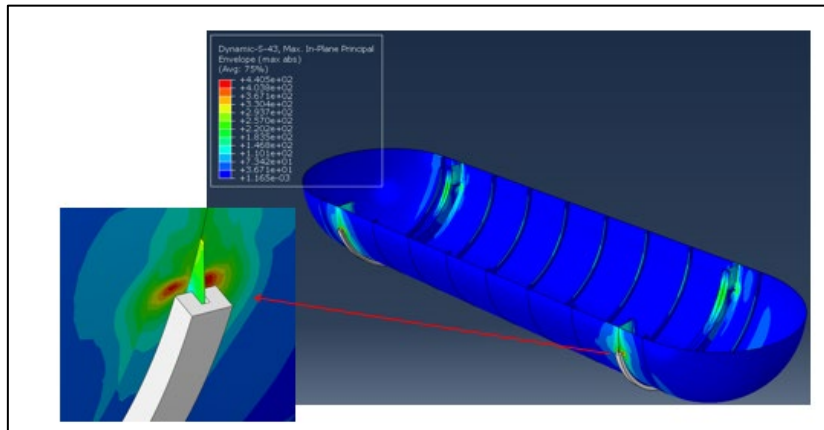 Dynamic-S-43, Max. In-Plane Principal
Envelope (max abs)
(Avg: 75%)
+4.405e+02
+4.038e+02
+3.671e+02
+3.304e+02
+2.937e+02
+2.570e+02
+2.202e+02
+1.835e+02
+1.468e+02
+1.101e+02
+7.342e+01
+3.671e+01
+1.165e-03